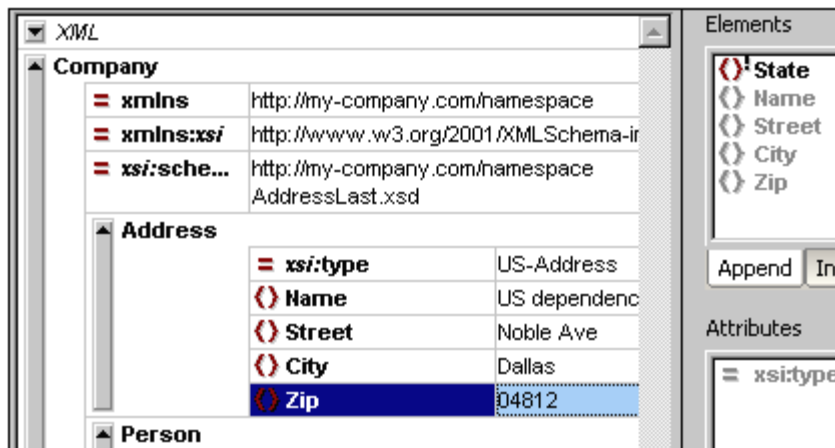 XML
Company
= xmlns http://my-company.com/namespace
= xmlns:xsi http://www.w3.org/2001/XMLSchema-in
= xsi:sche... http://my-company.com/namespace
AddressLast.xsd
Address
= xsi:type US-Address
() Name US dependenc
() Street Noble Ave
() City Dallas
() Zip 04812
Person
Elements
()! State
() Name
() Street
() City
() Zip
Append In
Attributes
= xsi:type